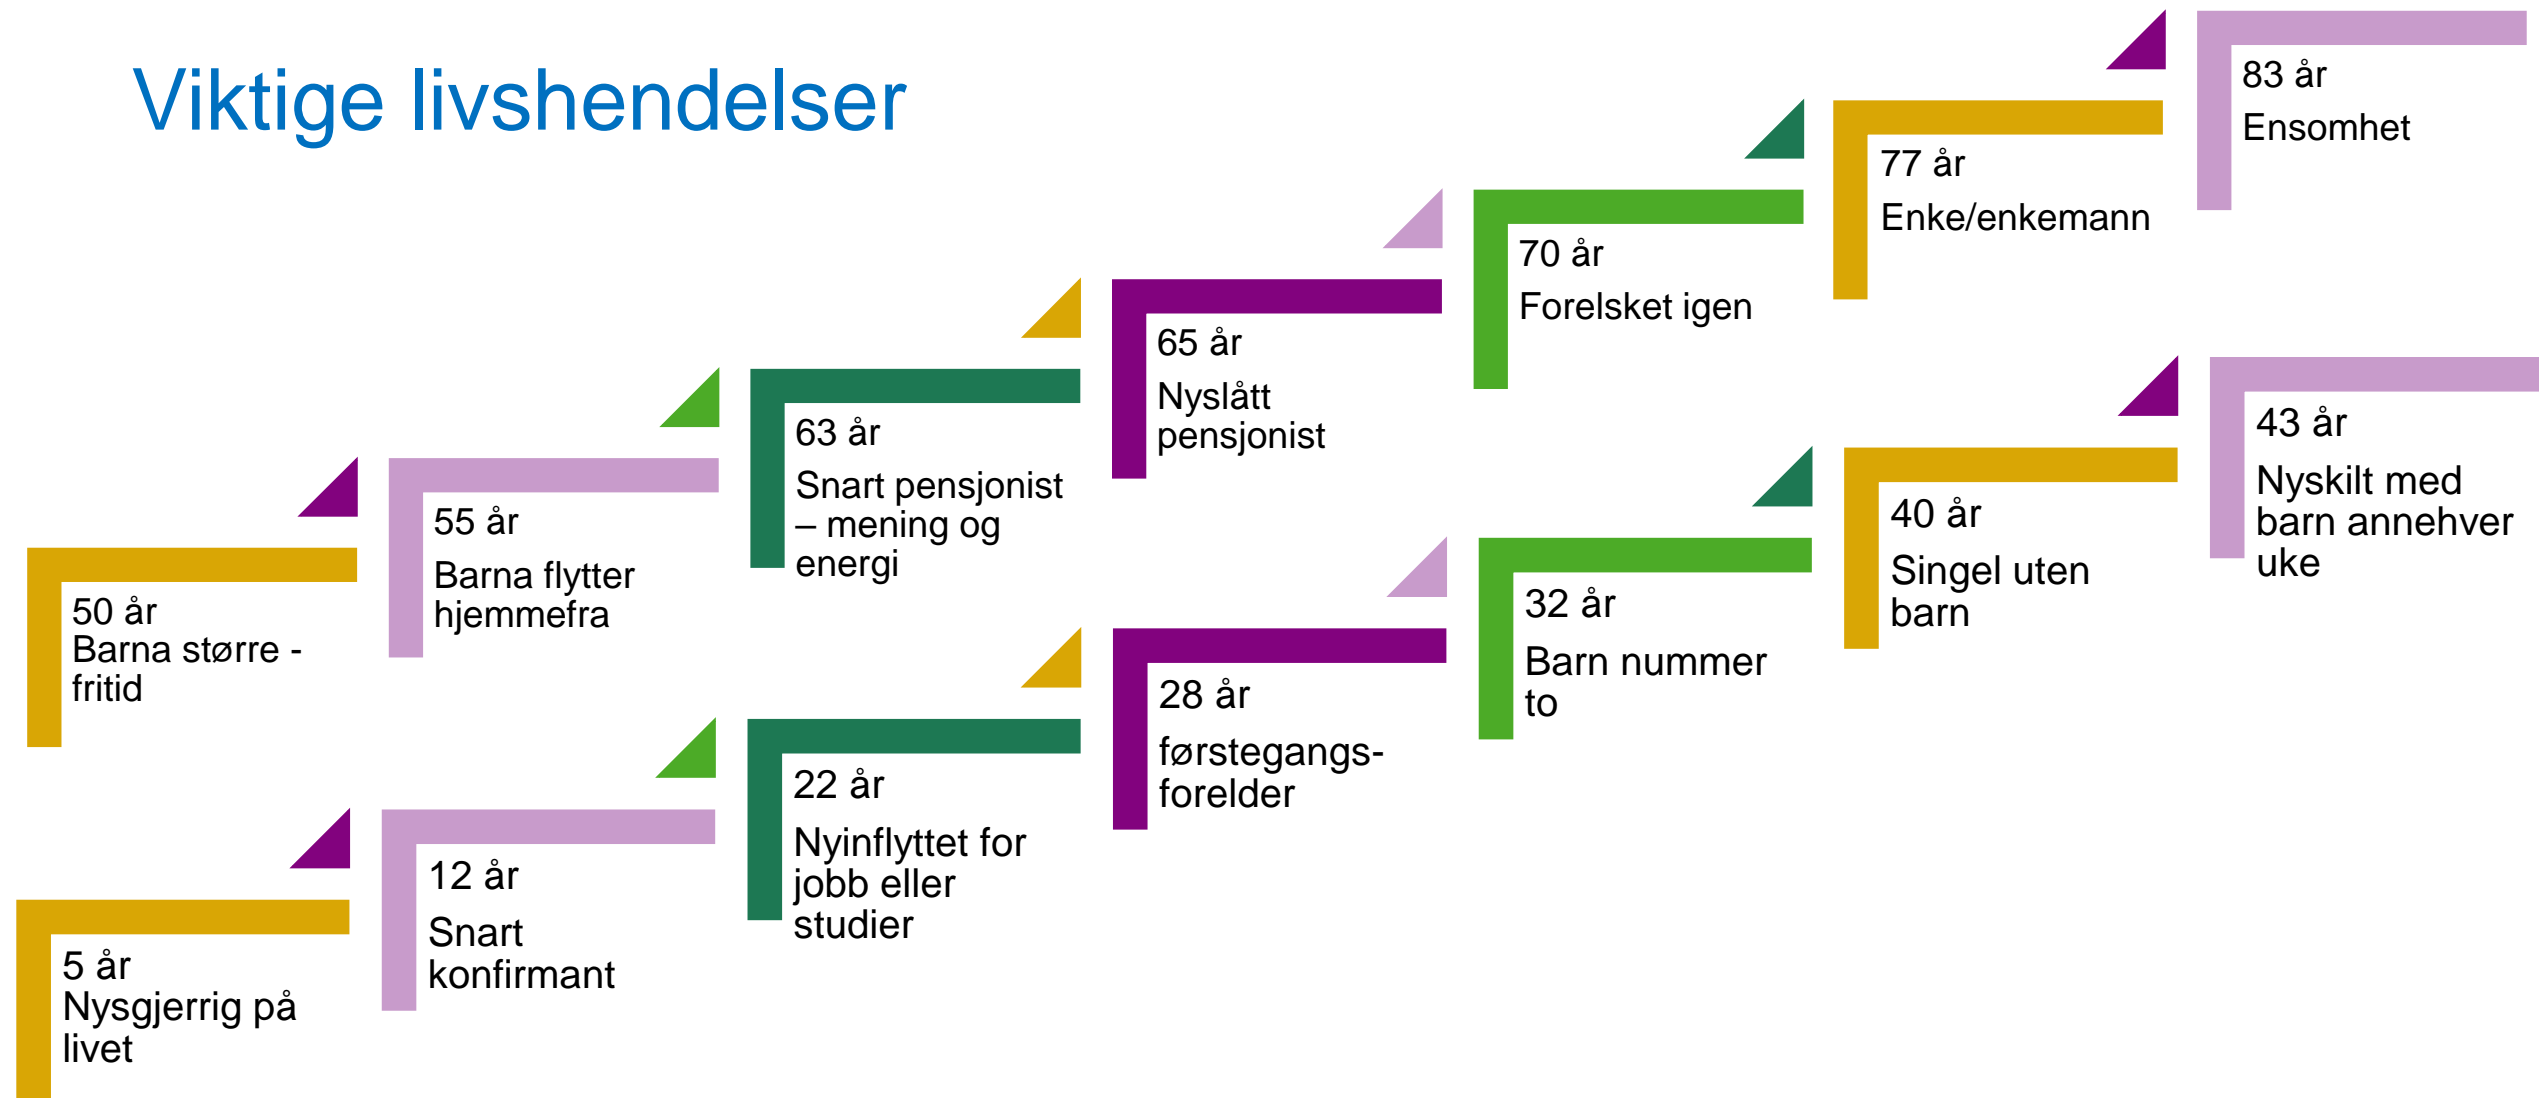 Viktige livshendelser
50 år
Barna større -
fritid
55 år
Barna flytter
hjemmefra
63 år
Snart pensjonist
– mening og
energi
65 år
Nyslått
pensjonist
70 år
Forelsket igen
77 år
Enke/enkemann
83 år
Ensomhet
5 år
Nysgjerrig på
livet
12 år
Snart
konfirmant
22 år
Nyinflyttet for
jobb eller
studier
28 år
førstegangs-
forelder
32 år
Barn nummer
to
40 år
Singel uten
barn
43 år
Nyskilt med
barn annehver
uke